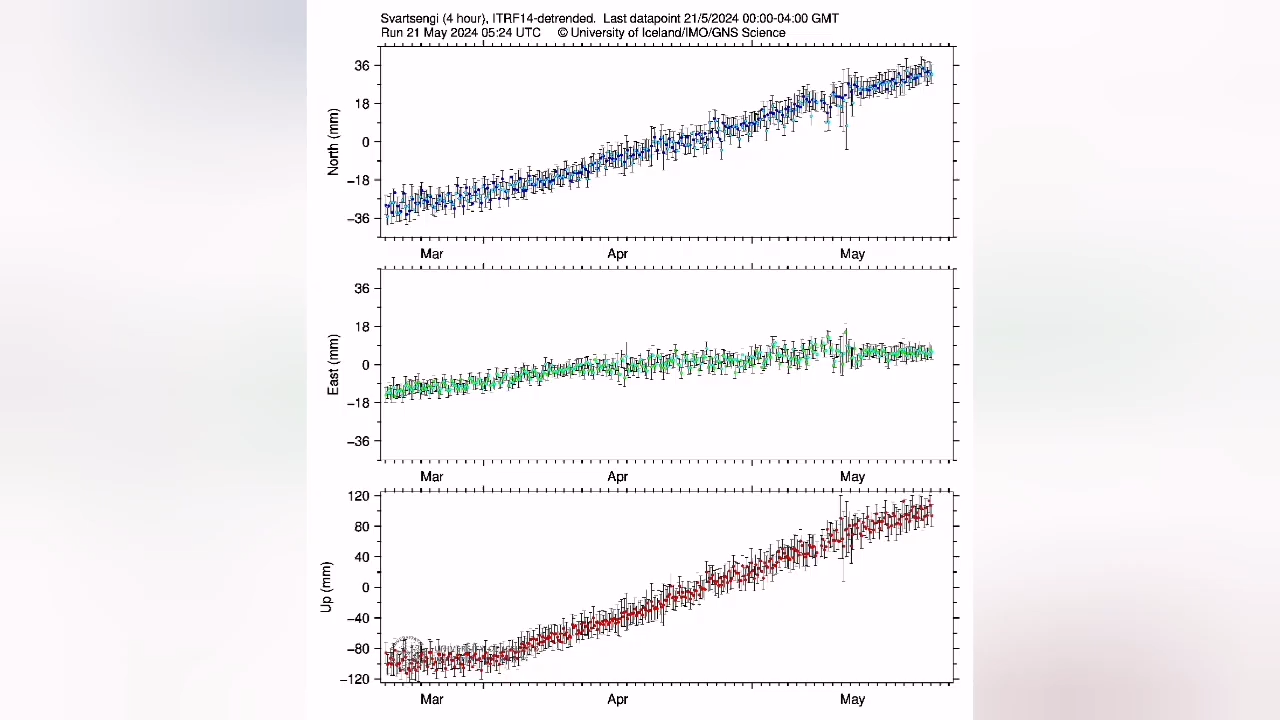 Svartsengi (4 hour), ITRF14-detrended. Last datapoint 21/5/2024 00:00-04:00 GMT
Run 21 May 2024 05:24 UTC © University of Iceland/IMO/GNS Science
36
18
0
−18
−36
North (mm)
Mar Apr May
36
18
0
−18
−36
East (mm)
Mar Apr May
120
80
40
0
−40
−80
−120
Up (mm)
Mar Apr May